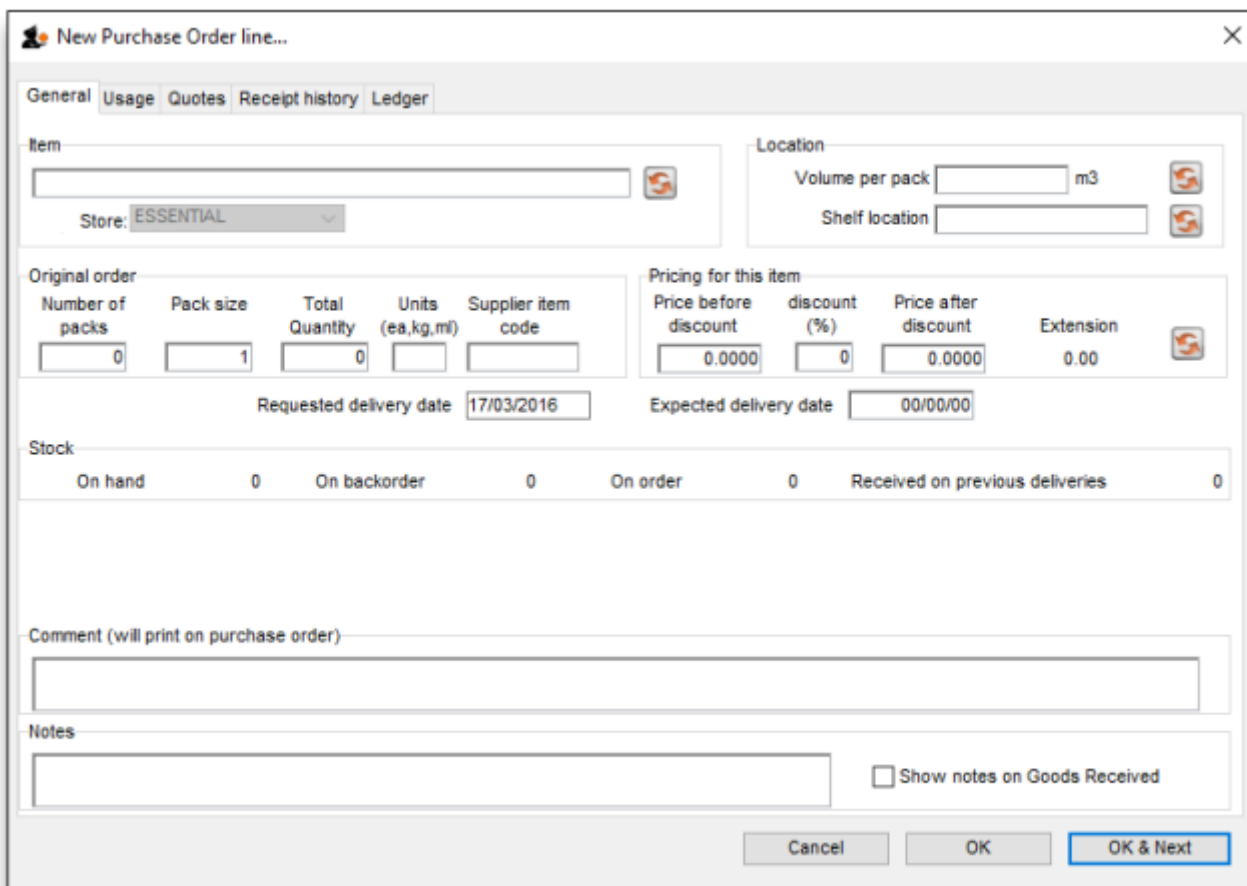 New Purchase Order line...
General Usage Quotes Receipt history Ledger
Item
Store: ESSENTIAL
Location
Volume per pack m3
Shelf location
Original order
Number of packs
Pack size
Total Quantity
Units (ea,kg,ml)
Supplier item code
0 1 0
Pricing for this item
Price before discount
discount (%)
Price after discount
Extension
0.0000 0 0.0000 0.00
Requested delivery date 17/03/2016 Expected delivery date 00/00/00
Stock
On hand 0 On backorder 0 On order 0 Received on previous deliveries 0
Comment (will print on purchase order)
Notes
Show notes on Goods Received
Cancel OK OK & Next